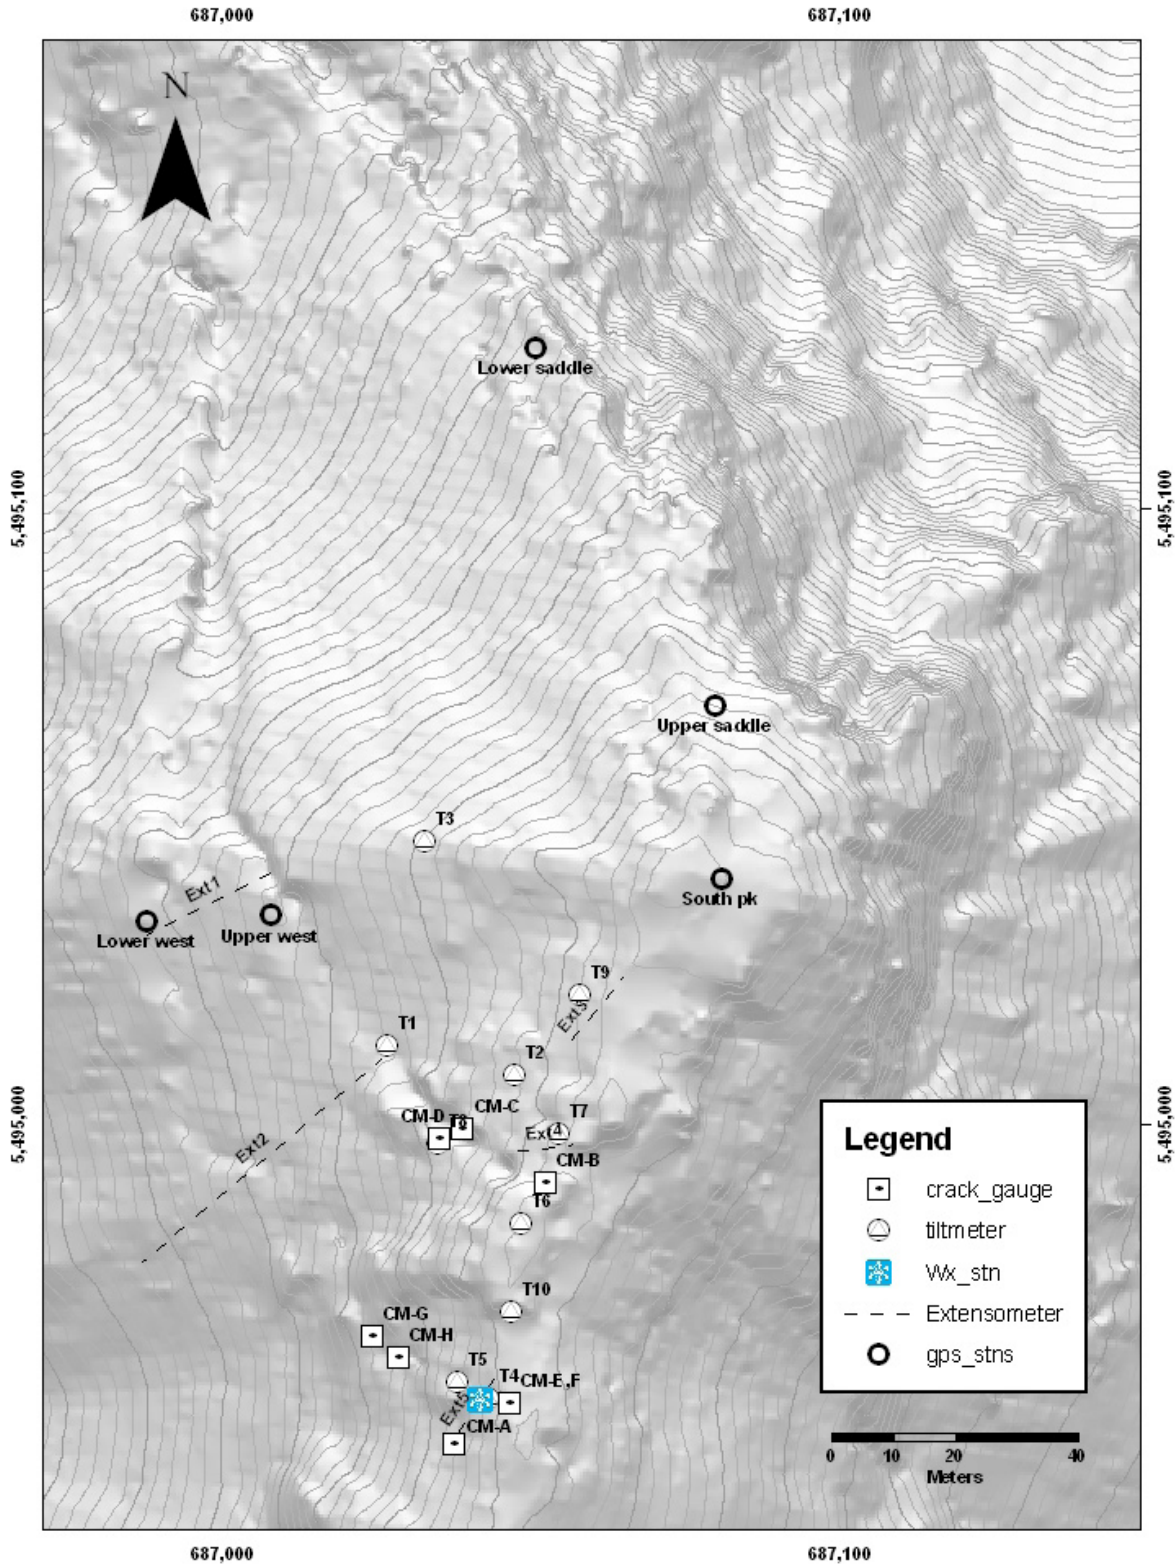 687,000
687,100
N
Lower saddle
5,495,100
5,495,100
Upper saddle
T3
Ext1
South pk
Lower west
Upper west
T9
Ext3
T1
T2
CM-C
CM-D
T8
T7
Ext4
5,495,000
5,495,000
Ext2
CM-B
T6
T10
CM-G
CM-H
T5
T4
CM-E,F
Ext5
CM-A
Legend
crack_gauge
tiltmeter
Wx_stn
Extensometer
gps_stns
0 10 20 40
Meters
687,000
687,100